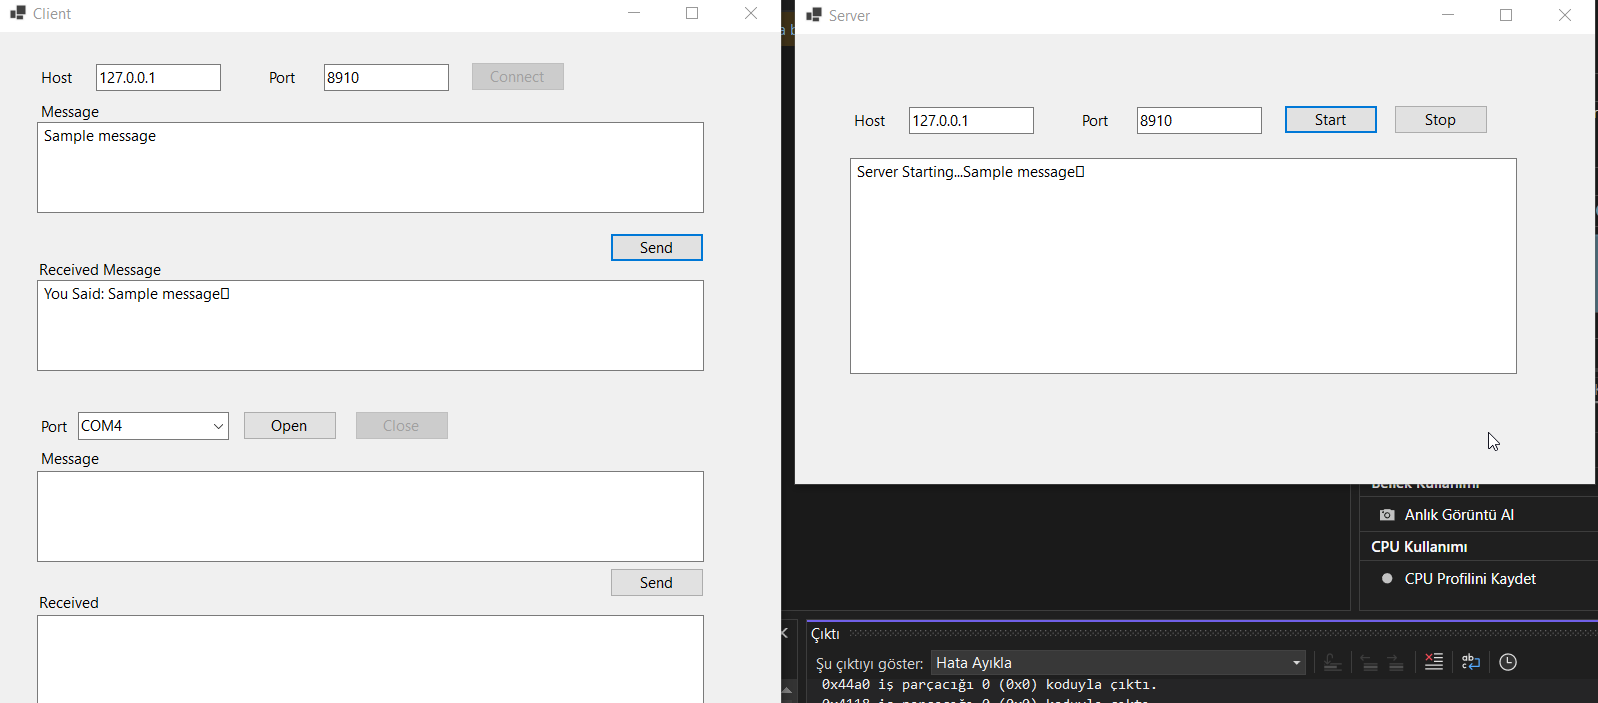 Client
Host 127.0.0.1 Port 8910 Connect
Message
Sample message
Send
Received Message
You Said: Sample message▯
Port COM4 Open Close
Message
Send
Received
Server
Host 127.0.0.1 Port 8910 Start Stop
Server Starting...Sample message▯
Bellek Kullanımı
Anlık Görüntü Al
CPU Kullanımı
CPU Profilini Kaydet
Çıktı
Şu çıktıyı göster: Hata Ayıkla
0x44a0 iş parçacığı 0 (0x0) koduyla çıktı.